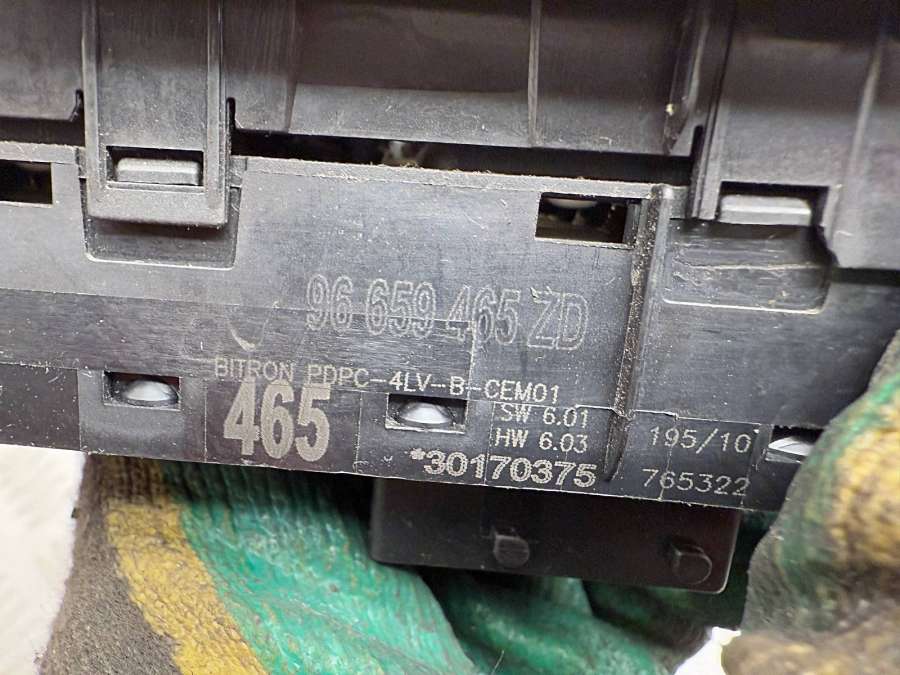 96 659 465 ZD
BITRON PDPC-4LV-B-CEM01
465
SW 6.01
HW 6.03
*30170375
195/10
765322